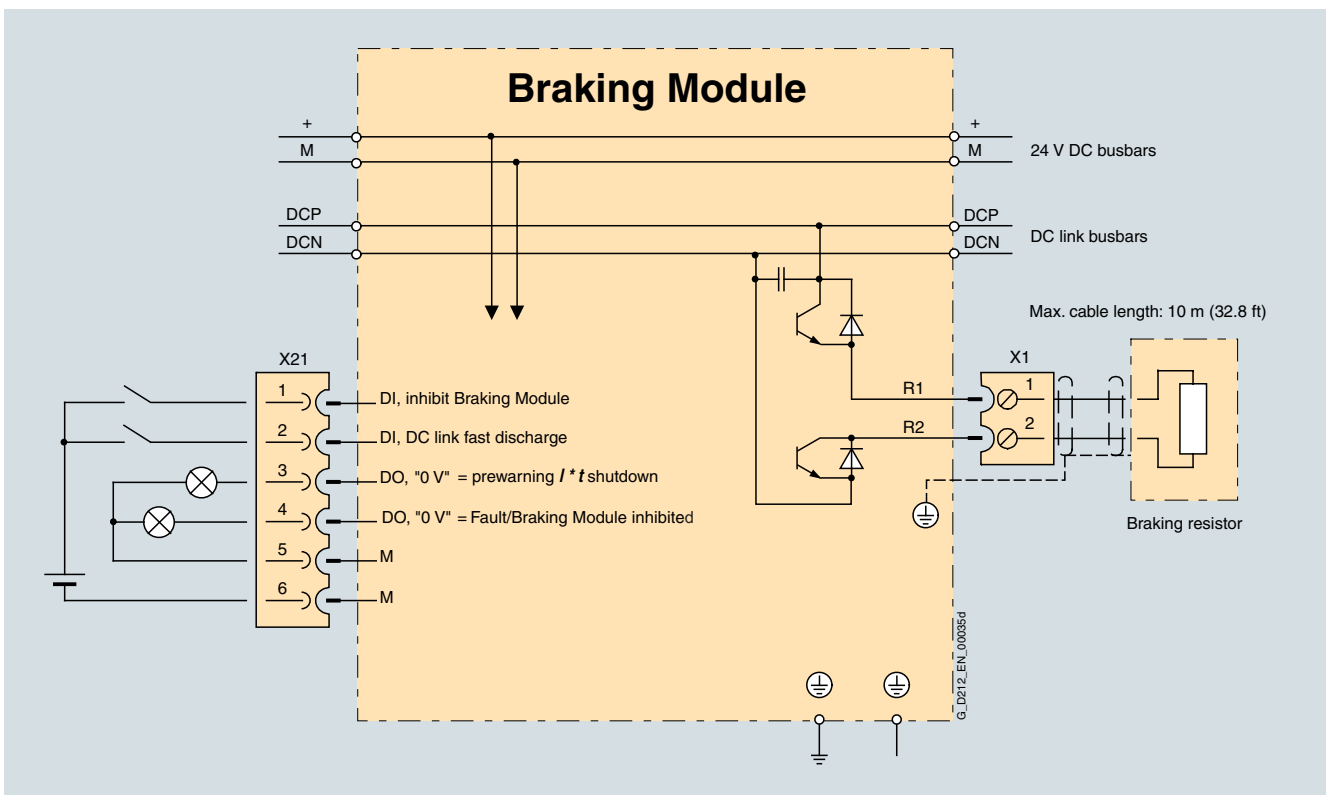 Braking Module
+
M
+
M
24 V DC busbars
DCP
DCN
DCP
DCN
DC link busbars
Max. cable length: 10 m (32.8 ft)
X21
X1
1
DI, inhibit Braking Module
R1
1
2
DI, DC link fast discharge
R2
2
3
DO, "0 V" = prewarning I * t shutdown
4
DO, "0 V" = Fault/Braking Module inhibited
Braking resistor
5
M
6
M
G_D212_EN_00035d